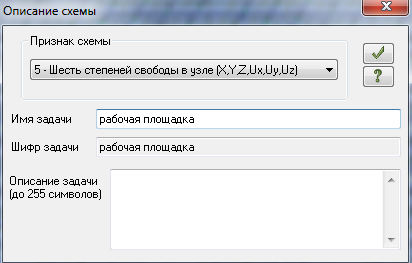 Описание схемы
Признак схемы
5 - Шесть степеней свободы в узле (X,Y,Z,Ux,Uy,Uz)
?
Имя задачи рабочая площадка
Шифр задачи рабочая площадка
Описание задачи
(до 255 символов)